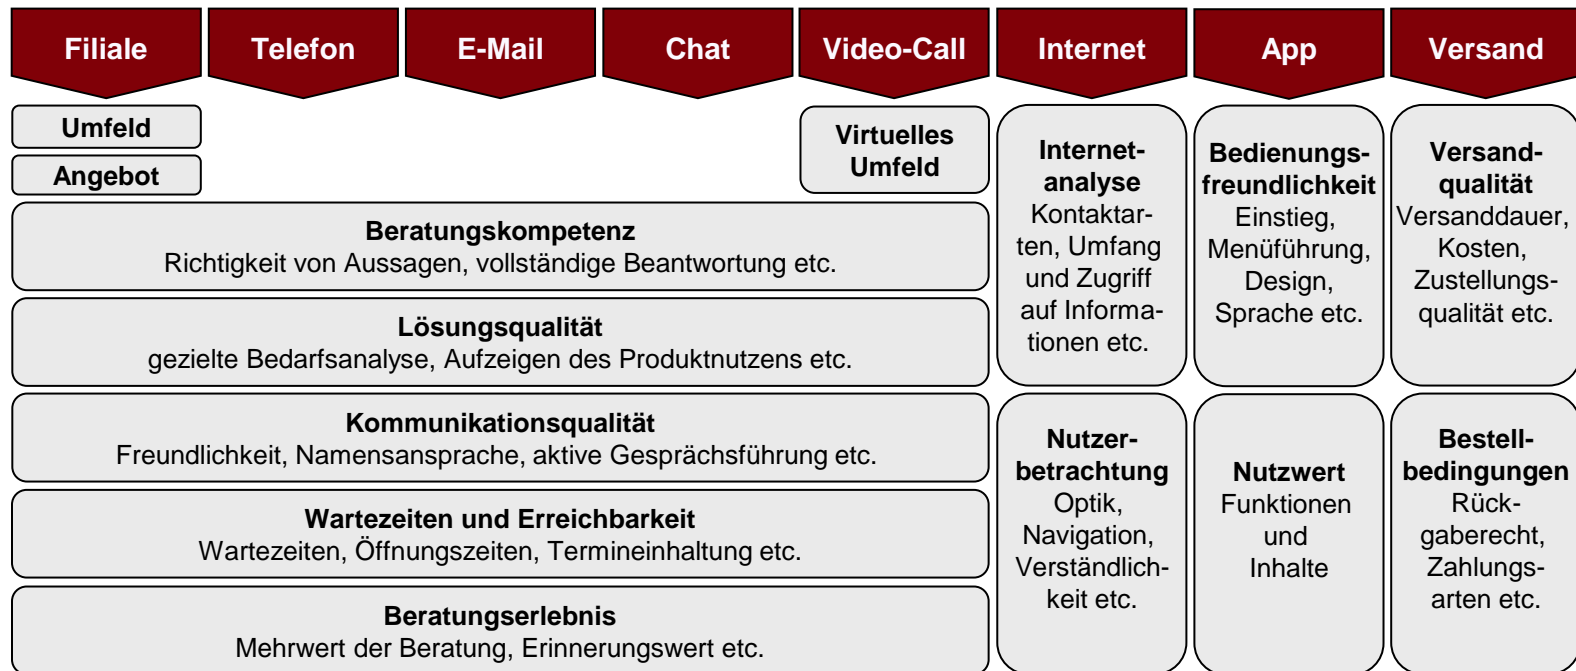 Filiale
Telefon
E-Mail
Chat
Video-Call
Internet
App
Versand
Umfeld
Angebot
Virtuelles
Umfeld
Beratungskompetenz
Richtigkeit von Aussagen, vollständige Beantwortung etc.
Lösungsqualität
gezielte Bedarfsanalyse, Aufzeigen des Produktnutzens etc.
Kommunikationsqualität
Freundlichkeit, Namensansprache, aktive Gesprächsführung etc.
Wartezeiten und Erreichbarkeit
Wartezeiten, Öffnungszeiten, Termineinhaltung etc.
Beratungserlebnis
Mehrwert der Beratung, Erinnerungswert etc.
Internet-
analyse
Kontaktar-
ten, Umfang
und Zugriff
auf Informa-
tionen etc.
Nutzer-
betrachtung
Optik,
Navigation,
Verständlich-
keit etc.
Bedienungs-
freundlichkeit
Einstieg,
Menüführung,
Design,
Sprache etc.
Nutzwert
Funktionen
und
Inhalte
Versand-
qualität
Versanddauer,
Kosten,
Zustellungs-
qualität etc.
Bestell-
bedingungen
Rück-
gaberecht,
Zahlungs-
arten etc.